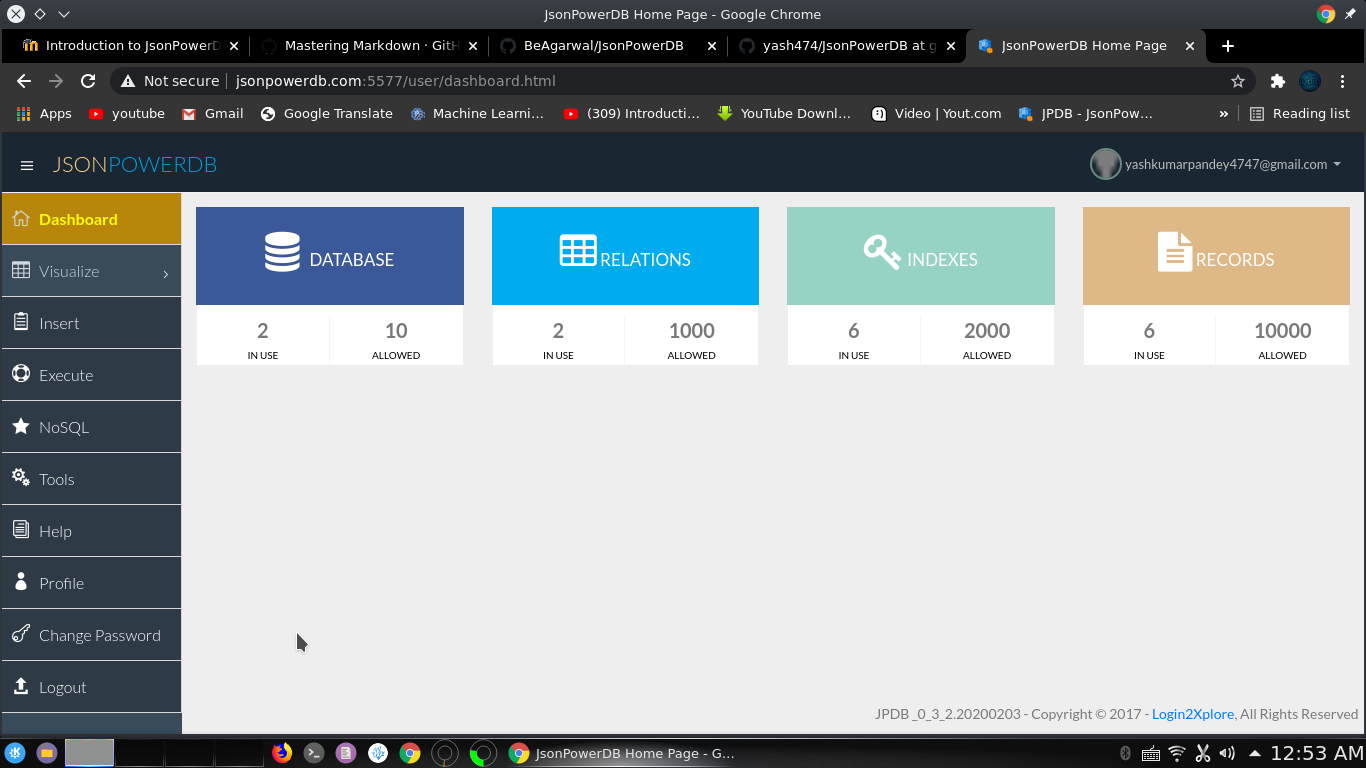 JsonPowerDB Home Page - Google Chrome
Introduction to JsonPowerD
Mastering Markdown · GitH
BeAgarwal/JsonPowerDB
yash474/JsonPowerDB at g
JsonPowerDB Home Page
Not secure
jsonpowerdb.com:5577/user/dashboard.html
Apps
youtube
Gmail
Google Translate
Machine Learni...
(309) Introducti...
YouTube Downl...
Video | Yout.com
JPDB - JsonPow...
»
Reading list
JSONPOWERDB
yashkumarpandey4747@gmail.com
Dashboard
Visualize
Insert
Execute
NoSQL
Tools
Help
Profile
Change Password
Logout
DATABASE
2
IN USE
10
ALLOWED
RELATIONS
2
IN USE
1000
ALLOWED
INDEXES
6
IN USE
2000
ALLOWED
RECORDS
6
IN USE
10000
ALLOWED
JPDB _0_3_2.20200203 - Copyright © 2017 - Login2Xplore, All Rights Reserved
JsonPowerDB Home Page - G...
12:53 AM